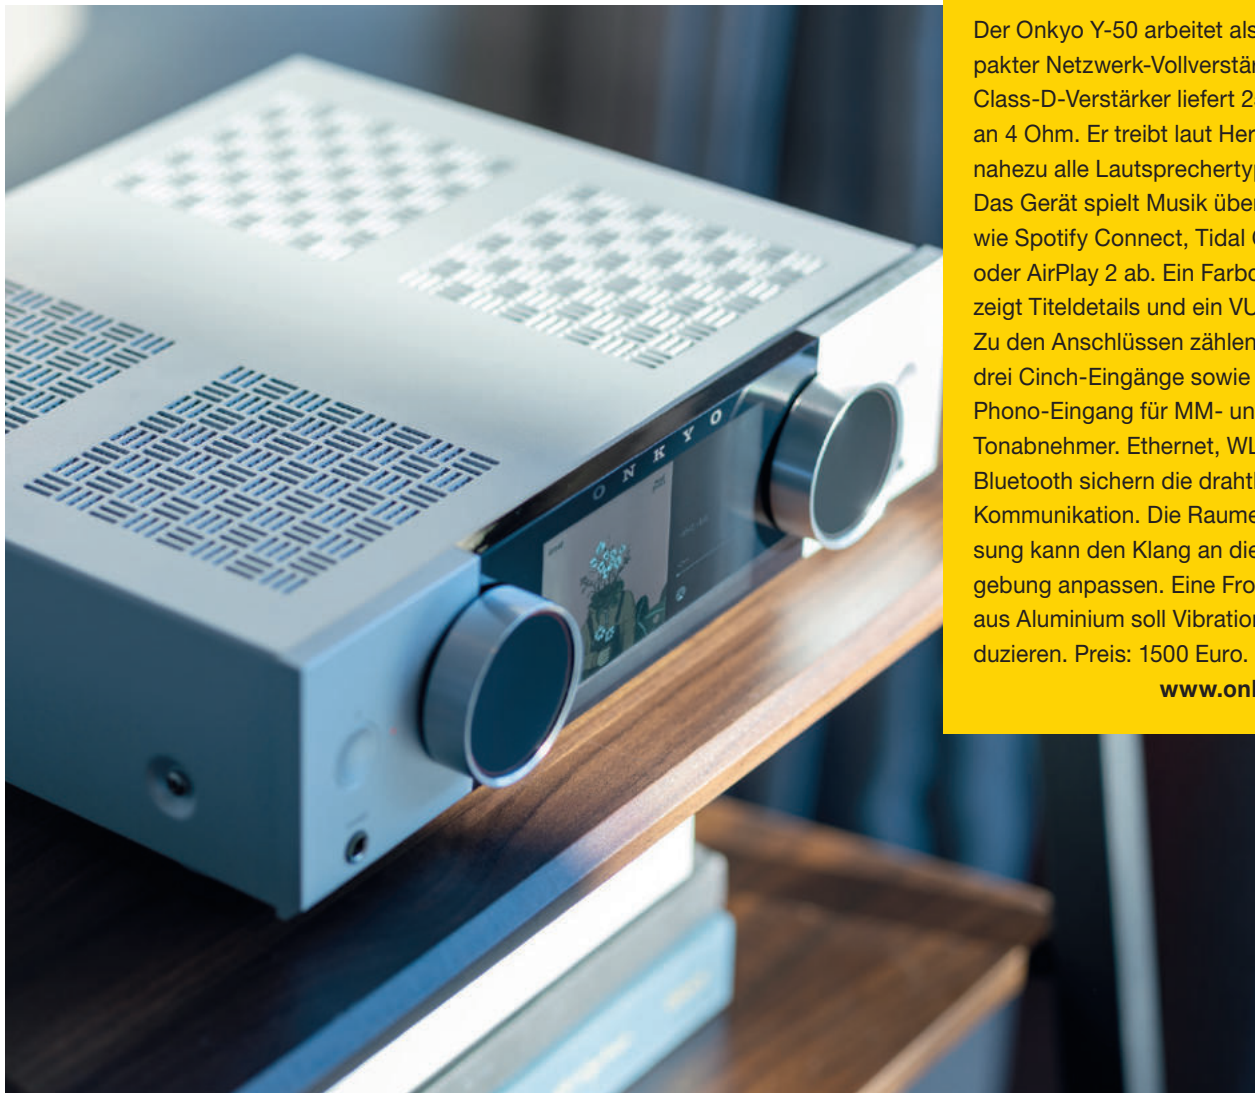 Der Onkyo Y-50 arbeitet als
pakter Netzwerk-Vollverstär
Class-D-Verstärker liefert 2
an 4 Ohm. Er treibt laut Her
nahezu alle Lautsprechertyp
Das Gerät spielt Musik über
wie Spotify Connect, Tidal
oder AirPlay 2 ab. Ein Farbd
zeigt Titeldetails und ein VU
Zu den Anschlüssen zählen
drei Cinch-Eingänge sowie
Phono-Eingang für MM- un
Tonabnehmer. Ethernet, WL
Bluetooth sichern die drahtl
Kommunikation. Die Raume
sung kann den Klang an die
gebung anpassen. Eine Fro
aus Aluminium soll Vibration
duzieren. Preis: 1500 Euro.
www.onk
ONKYO